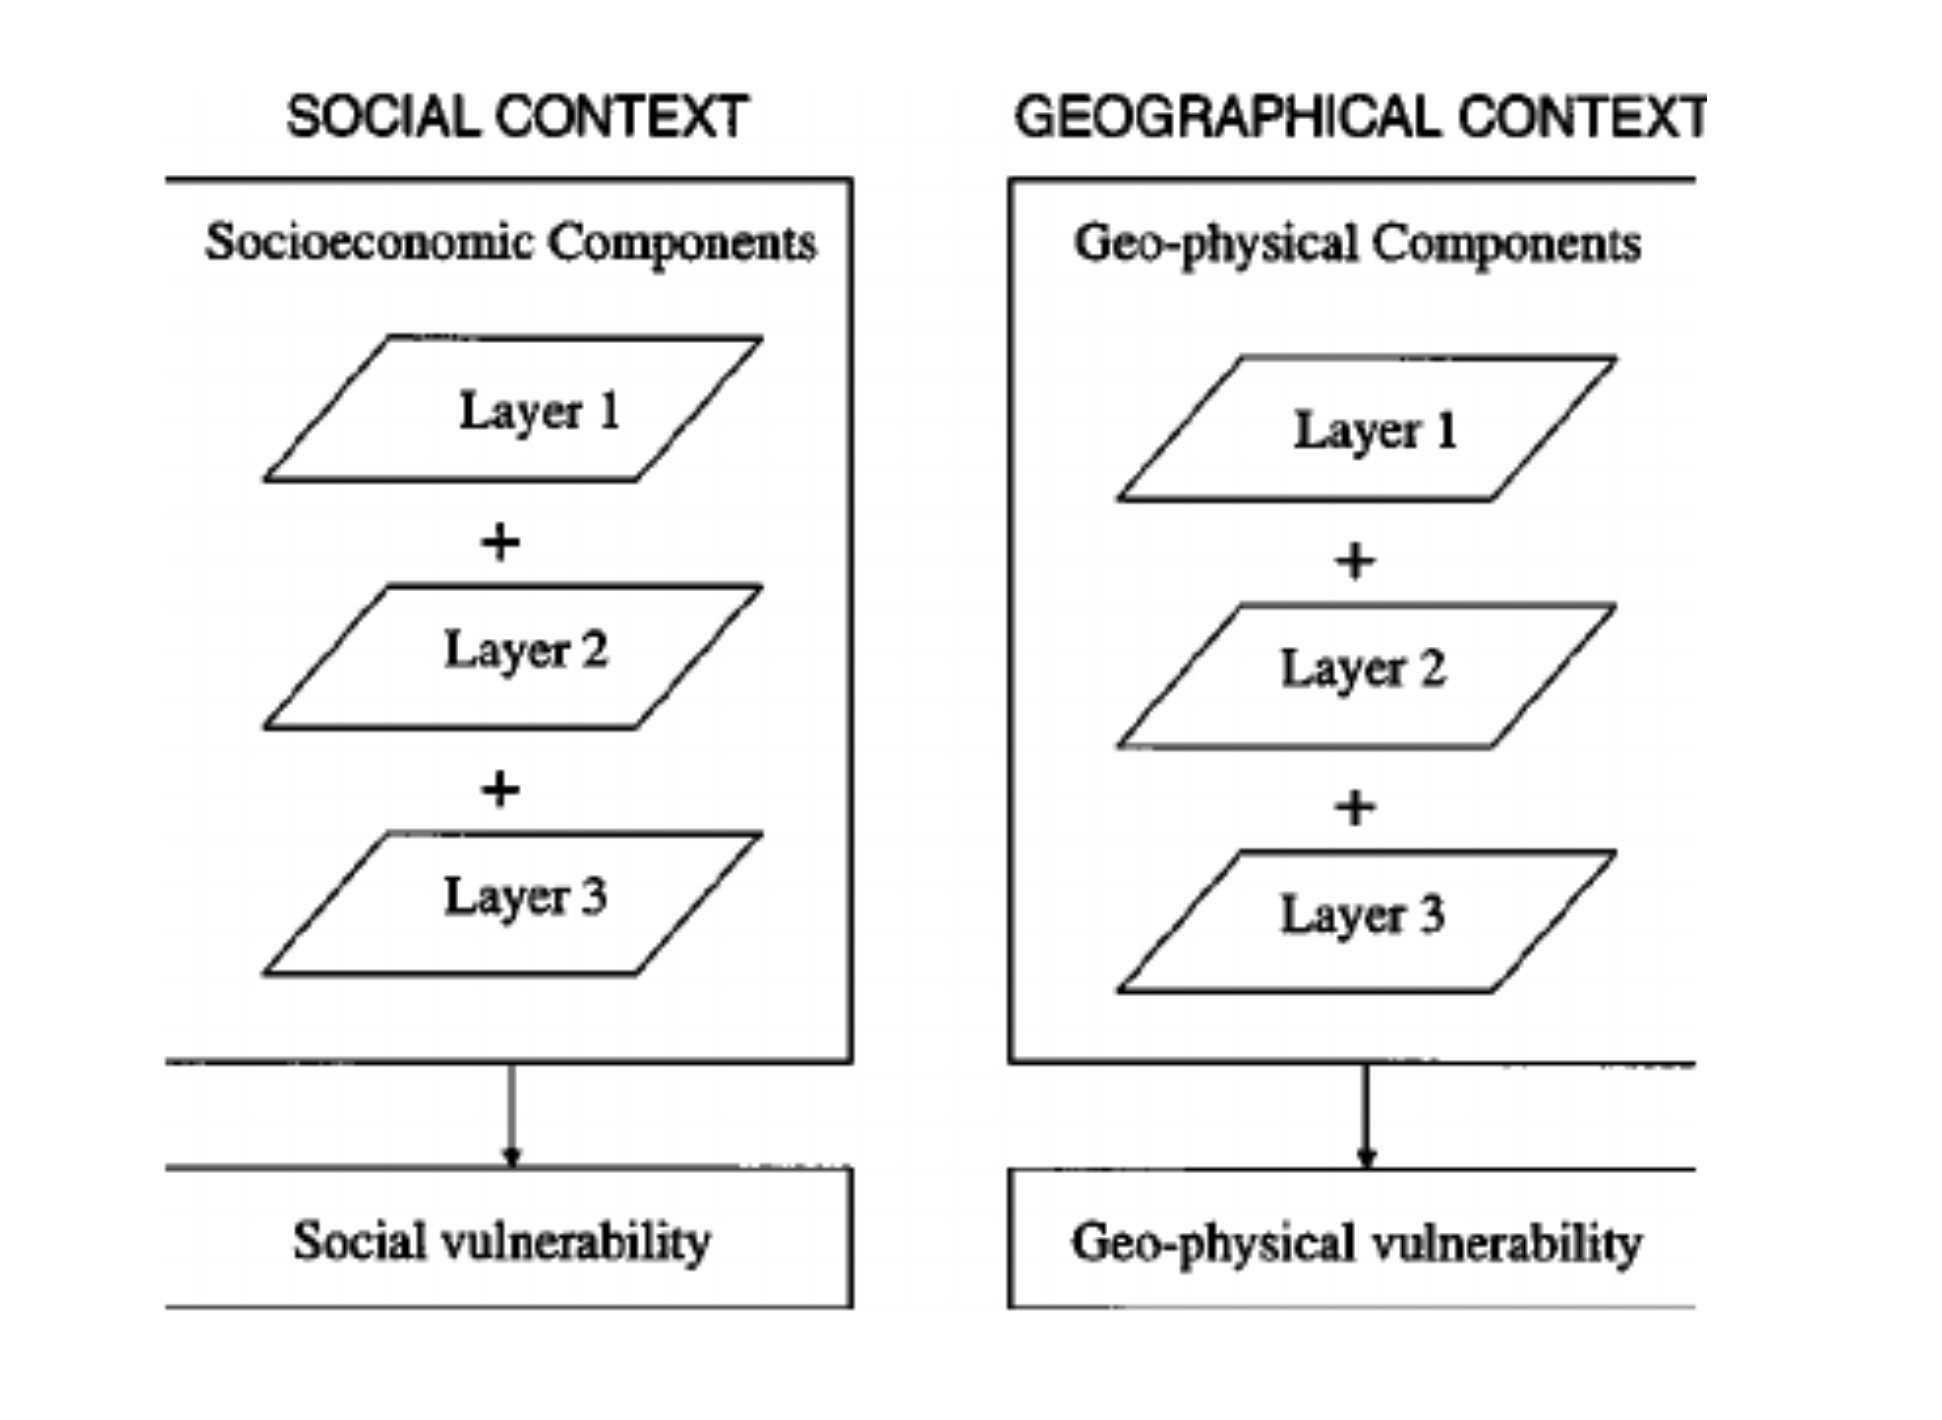 SOCIAL CONTEXT
Socioeconomic Components
Layer 1
+
Layer 2
+
Layer 3
Social vulnerability
GEOGRAPHICAL CONTEXT
Geo-physical Components
Layer 1
+
Layer 2
+
Layer 3
Geo-physical vulnerability